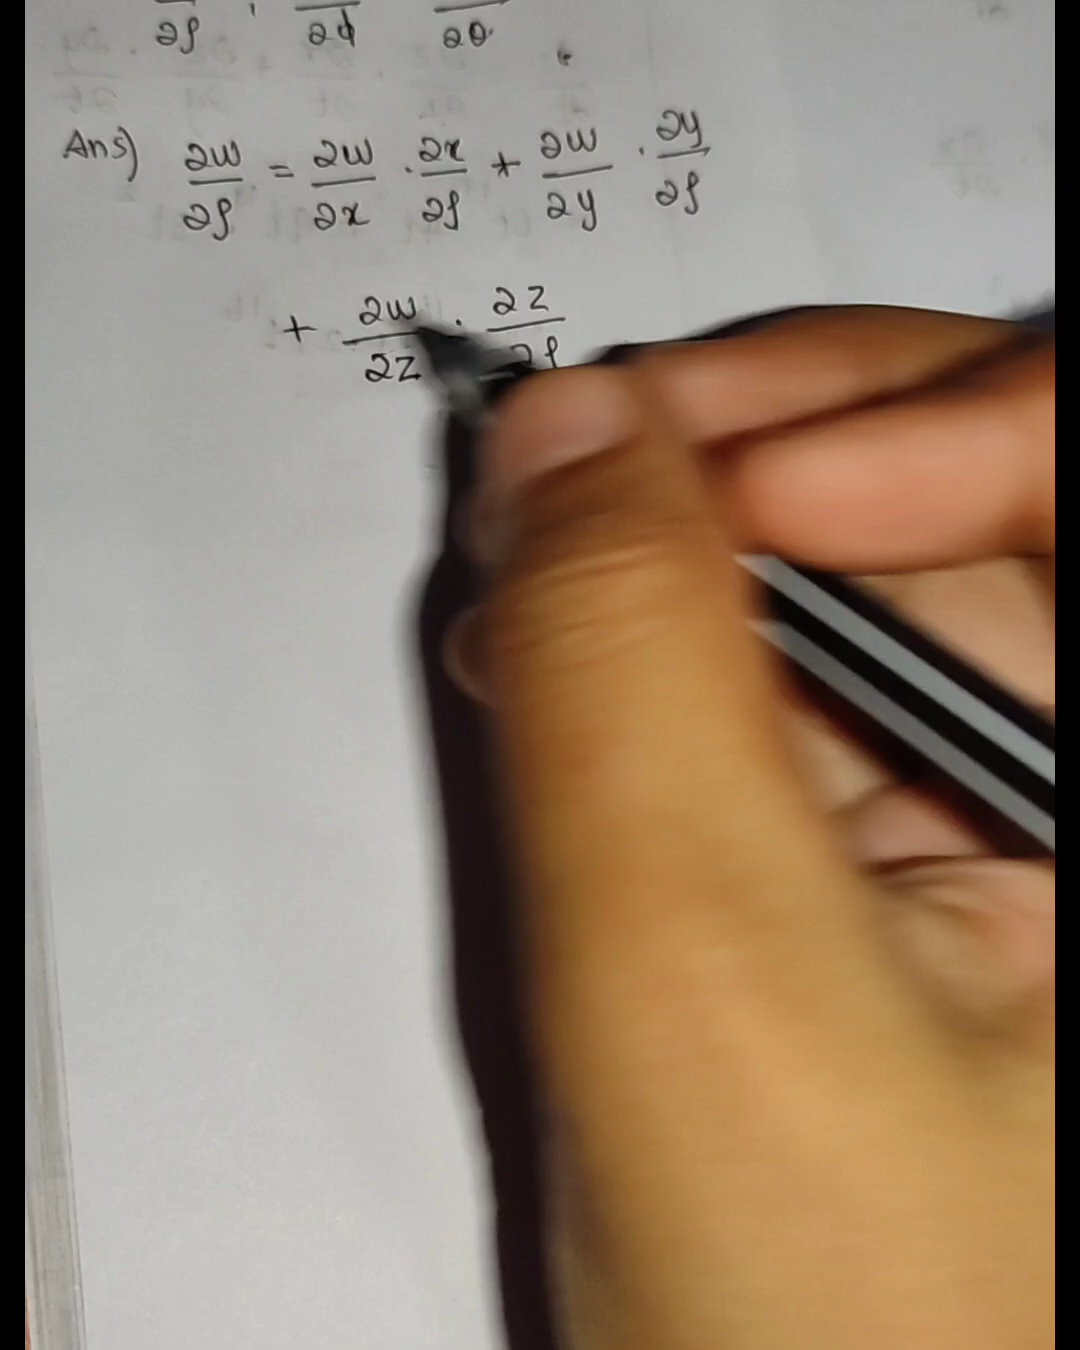 ∂ρ , ∂ϕ ∂θ .
Ans) ∂w/∂ρ = ∂w/∂x . ∂x/∂ρ + ∂w/∂y . ∂y/∂ρ
+ ∂w/∂z . ∂z/∂ρ